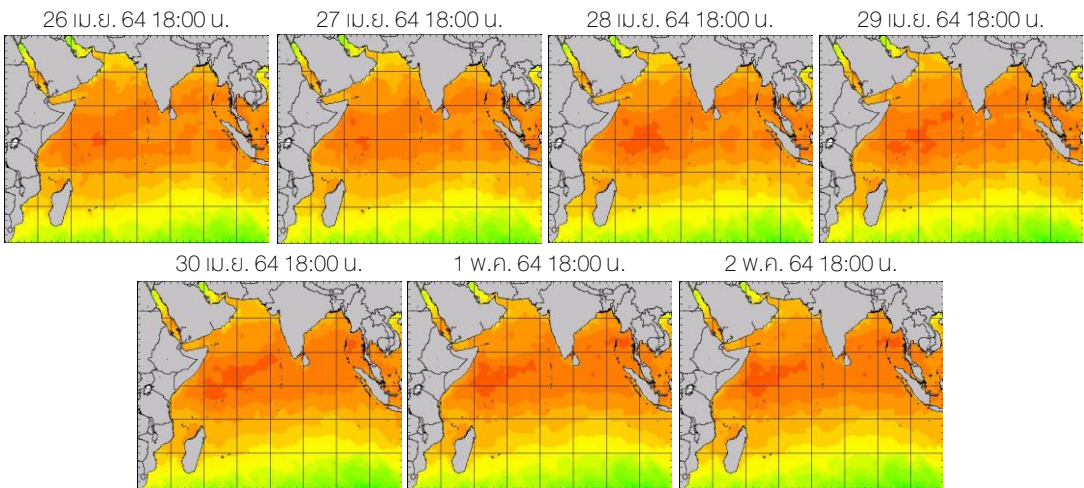 26 เม.ย. 64 18:00 น.
27 เม.ย. 64 18:00 น.
28 เม.ย. 64 18:00 น.
29 เม.ย. 64 18:00 น.
30 เม.ย. 64 18:00 น.
1 พ.ค. 64 18:00 น.
2 พ.ค. 64 18:00 น.